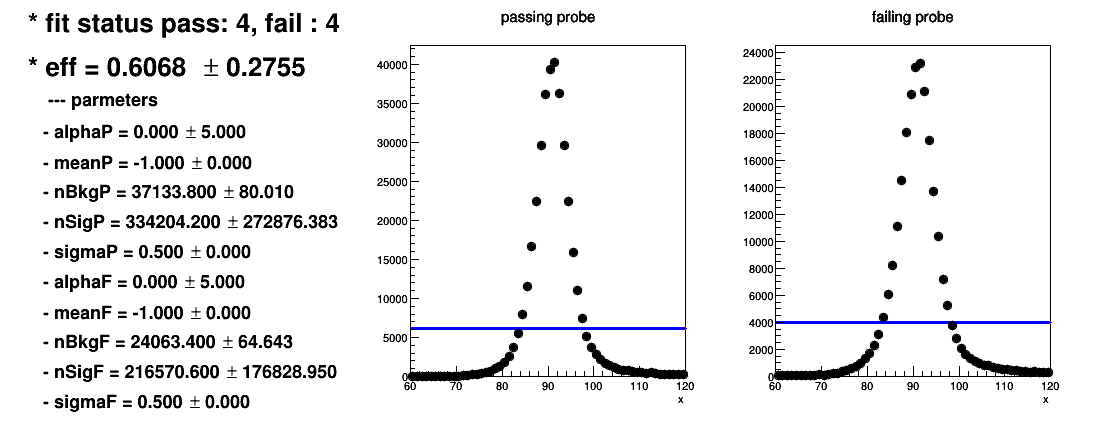 * fit status pass: 4, fail : 4
* eff = 0.6068 ± 0.2755
--- parmeters
- alphaP = 0.000 ± 5.000
- meanP = -1.000 ± 0.000
- nBkgP = 37133.800 ± 80.010
- nSigP = 334204.200 ± 272876.383
- sigmaP = 0.500 ± 0.000
- alphaF = 0.000 ± 5.000
- meanF = -1.000 ± 0.000
- nBkgF = 24063.400 ± 64.643
- nSigF = 216570.600 ± 176828.950
- sigmaF = 0.500 ± 0.000
passing probe
40000
35000
30000
25000
20000
15000
10000
5000
0
60 70 80 90 100 110 120
x
failing probe
24000
22000
20000
18000
16000
14000
12000
10000
8000
6000
4000
2000
0
60 70 80 90 100 110 120
x